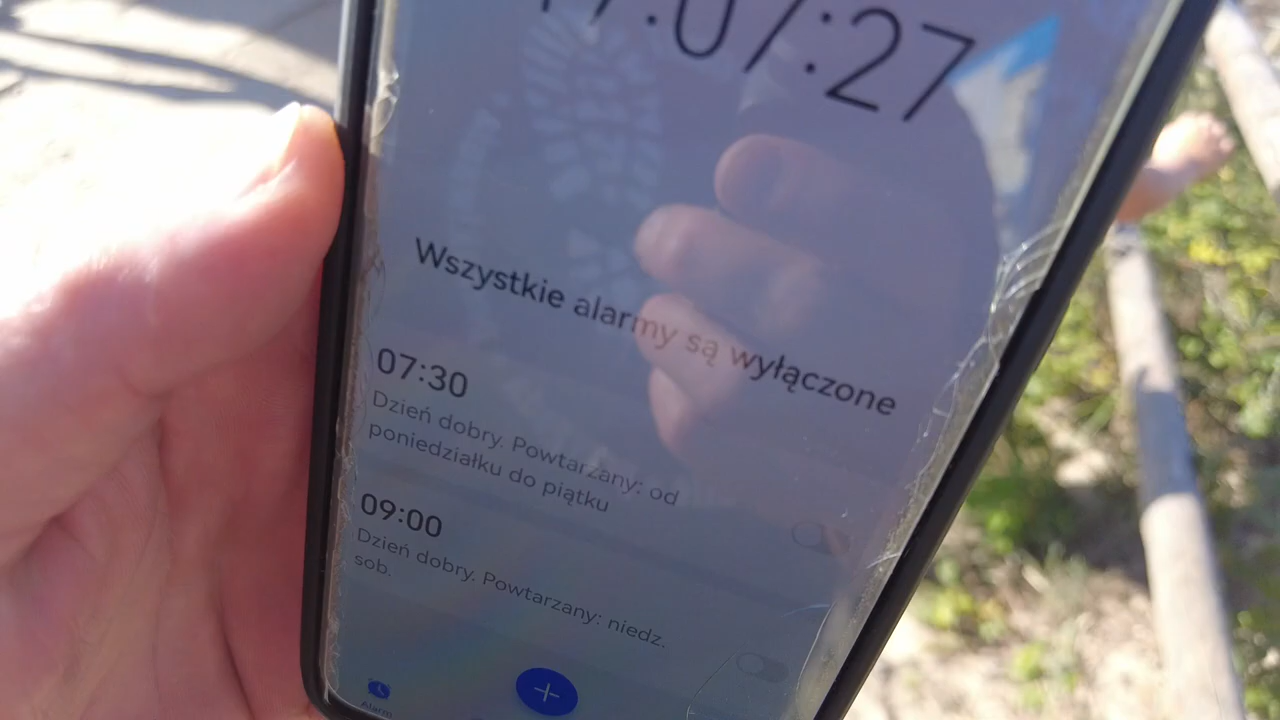 :07:27
Wszystkie alarmy są wyłączone
07:30
Dzień dobry. Powtarzany: od
poniedziałku do piątku
09:00
Dzień dobry. Powtarzany: niedz.
sob.
Alarm